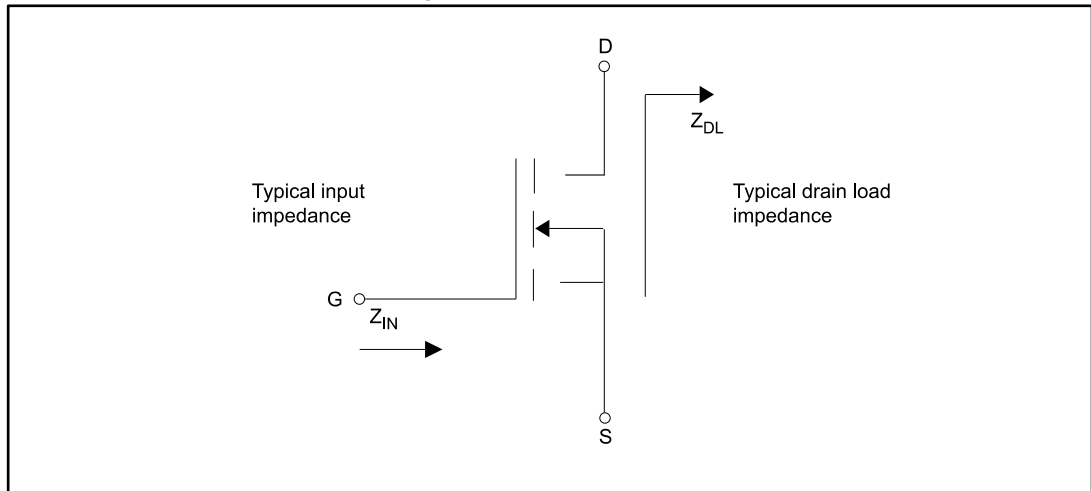 D
Z_DL
Typical input
impedance
Typical drain load
impedance
G
Z_IN
S